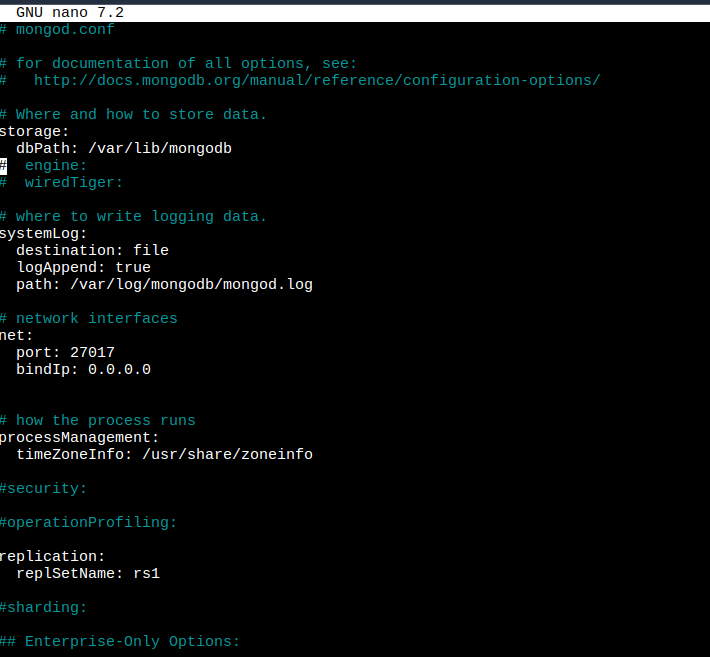 GNU nano 7.2
# mongod.conf
# for documentation of all options, see:
#   http://docs.mongodb.org/manual/reference/configuration-options/
# Where and how to store data.
storage:
  dbPath: /var/lib/mongodb
#  engine:
#  wiredTiger:
# where to write logging data.
systemLog:
  destination: file
  logAppend: true
  path: /var/log/mongodb/mongod.log
# network interfaces
net:
  port: 27017
  bindIp: 0.0.0.0
# how the process runs
processManagement:
  timeZoneInfo: /usr/share/zoneinfo
#security:
#operationProfiling:
replication:
  replSetName: rs1
#sharding:
## Enterprise-Only Options: